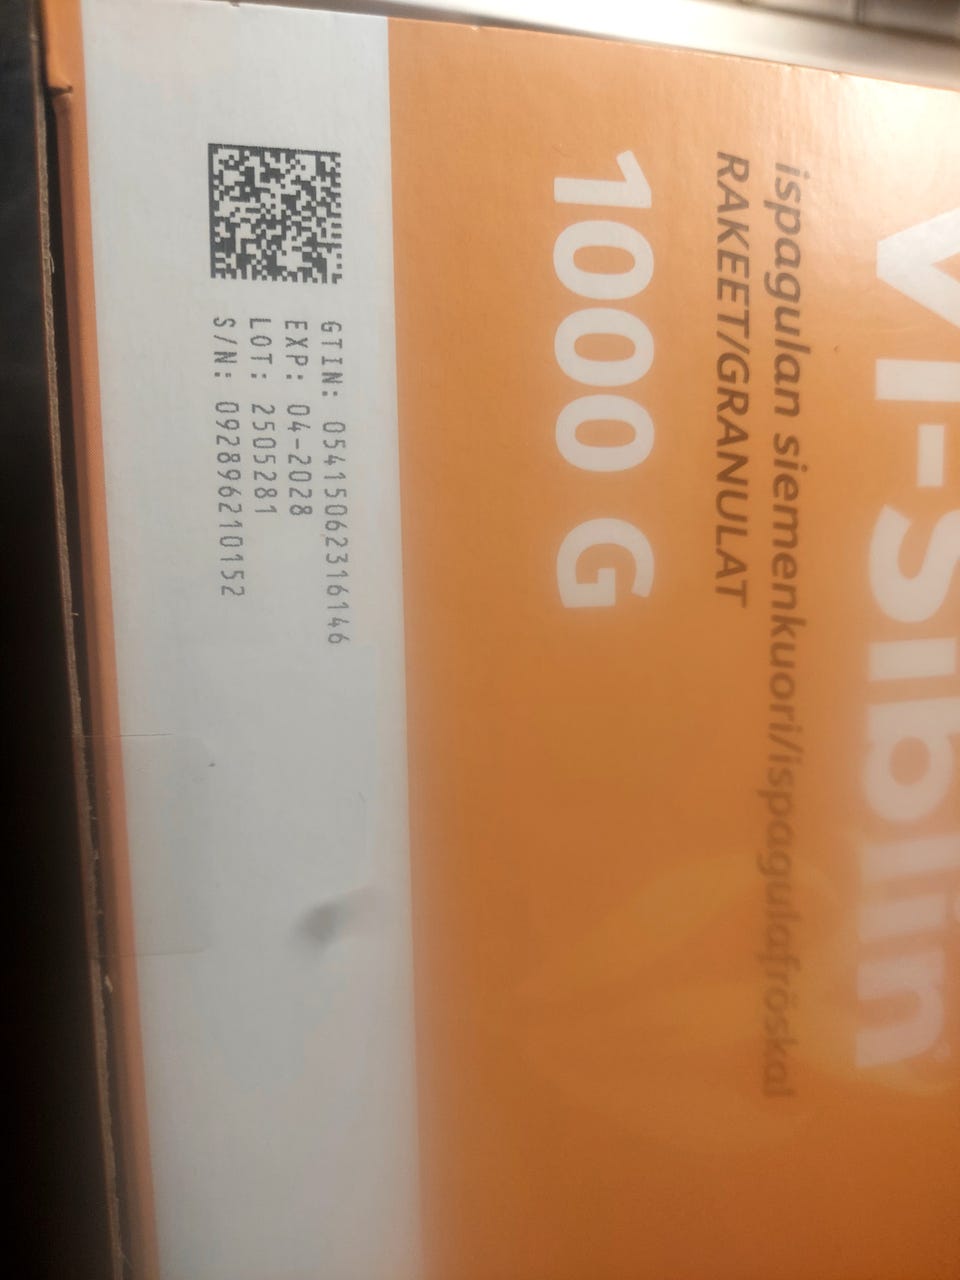 Vi-Siblin®
ispagulan siemenkuori/ispagulafröskal
RAKEET/GRANULAT
1000 G
GTIN: 05415062316146
EXP: 04-2028
LOT: 2505281
S/N: 092896210152